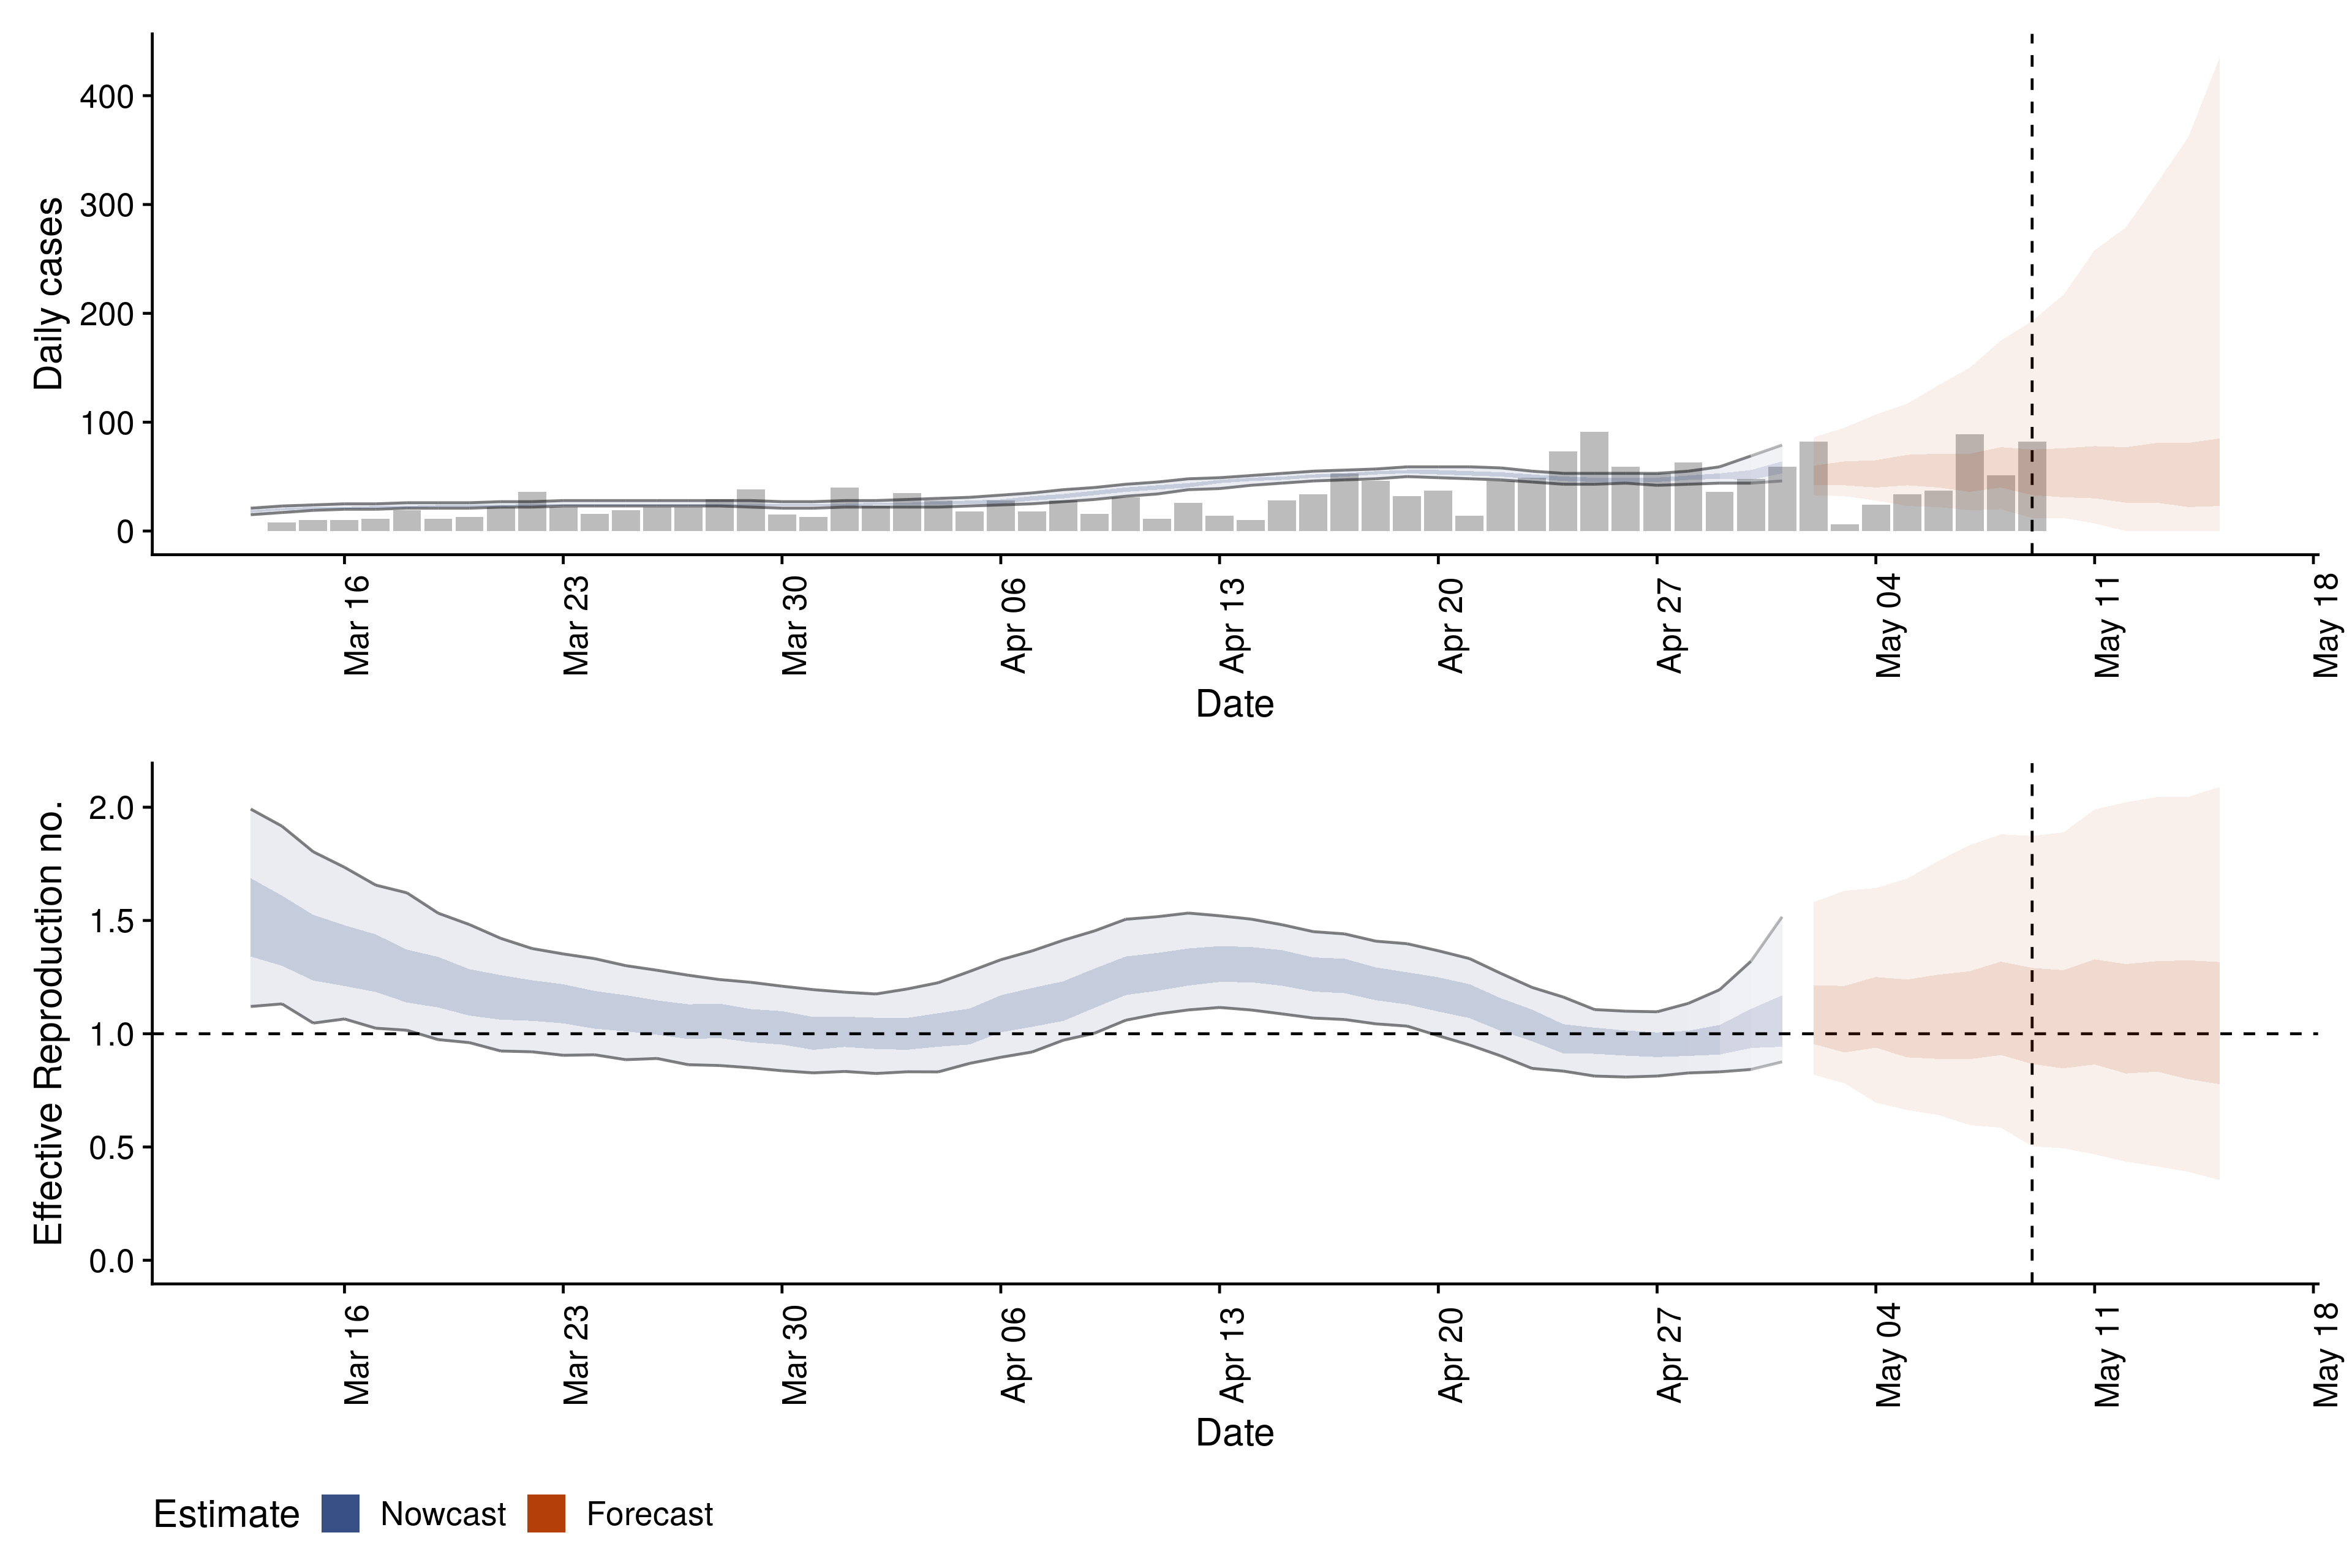 Daily cases
400
300
200
100
0
Mar 16
Mar 23
Mar 30
Apr 06
Apr 13
Apr 20
Apr 27
May 04
May 11
May 18
Date
Effective Reproduction no.
2.0
1.5
1.0
0.5
0.0
Mar 16
Mar 23
Mar 30
Apr 06
Apr 13
Apr 20
Apr 27
May 04
May 11
May 18
Date
Estimate Nowcast Forecast